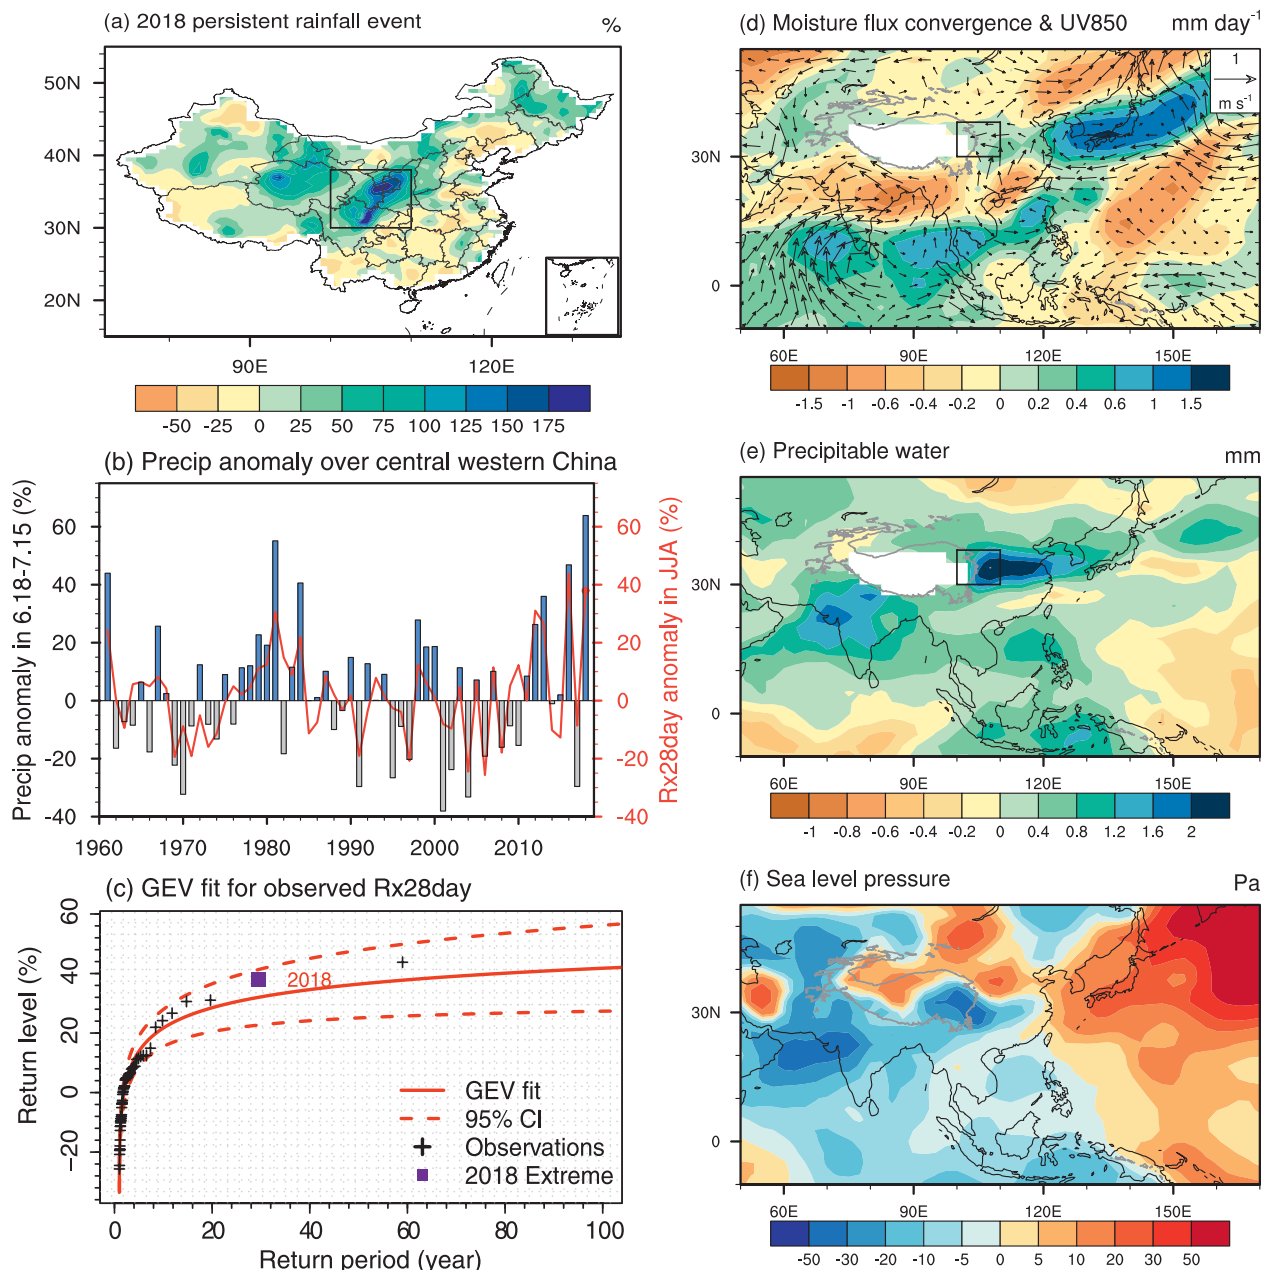 (a) 2018 persistent rainfall event
%
50N
40N
30N
20N
90E 120E
-50 -25 0 25 50 75 100 125 150 175
(b) Precip anomaly over central western China
Precip anomaly in 6.18-7.15 (%)
60
40
20
0
-20
-40
60
40
20
0
-20
-40
Rx28day anomaly in JJA (%)
1960 1970 1980 1990 2000 2010
(c) GEV fit for observed Rx28day
Return level (%)
60
40
20
0
-20
2018
GEV fit
95% CI
Observations
2018 Extreme
0 20 40 60 80 100
Return period (year)
(d) Moisture flux convergence & UV850
mm day-1
1
m s-1
30N
0
60E 90E 120E 150E
-1.5 -1 -0.6 -0.4 -0.2 0 0.2 0.4 0.6 1 1.5
(e) Precipitable water
mm
30N
0
60E 90E 120E 150E
-1 -0.8 -0.6 -0.4 -0.2 0 0.4 0.8 1.2 1.6 2
(f) Sea level pressure
Pa
30N
0
60E 90E 120E 150E
-50 -30 -20 -10 -5 0 5 10 20 30 50